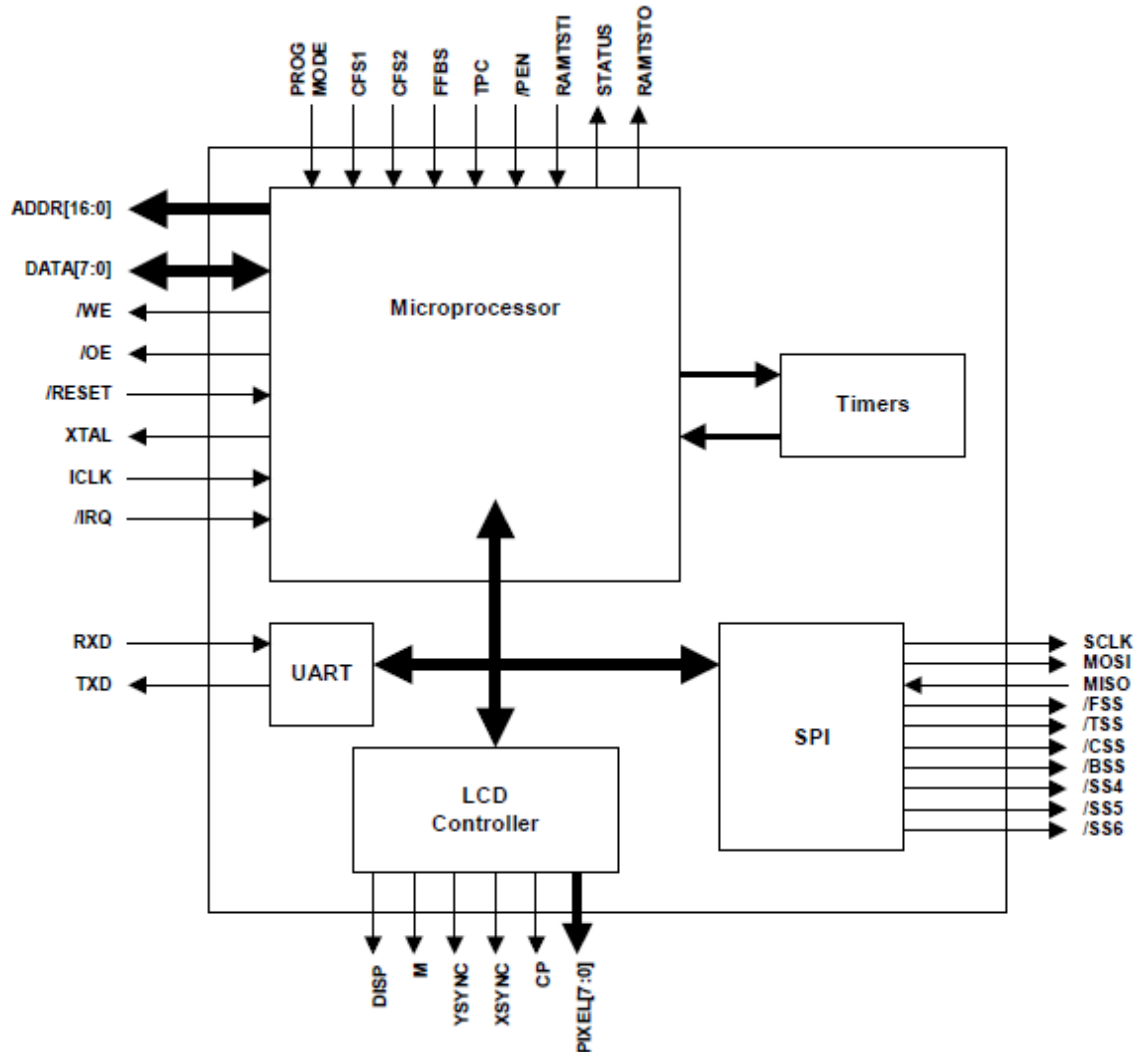 PROG
MODE
CFS1
CFS2
FFBS
TPC
/PEN
RAMTSTI
STATUS
RAMTSTO
ADDR[16:0]
DATA[7:0]
/WE
/OE
/RESET
XTAL
ICLK
/IRQ
Microprocessor
Timers
RXD
TXD
UART
SPI
SCLK
MOSI
MISO
/FSS
/TSS
/CSS
/BSS
/SS4
/SS5
/SS6
LCD
Controller
DISP
M
YSYNC
XSYNC
CP
PIXEL[7:0]